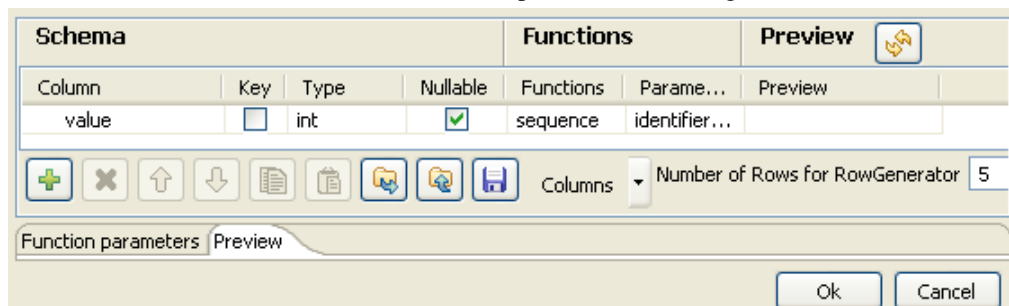 Schema Functions Preview
Column Key Type Nullable Functions Parame... Preview
value int sequence identifier...
Columns Number of Rows for RowGenerator 5
Function parameters Preview
Ok Cancel